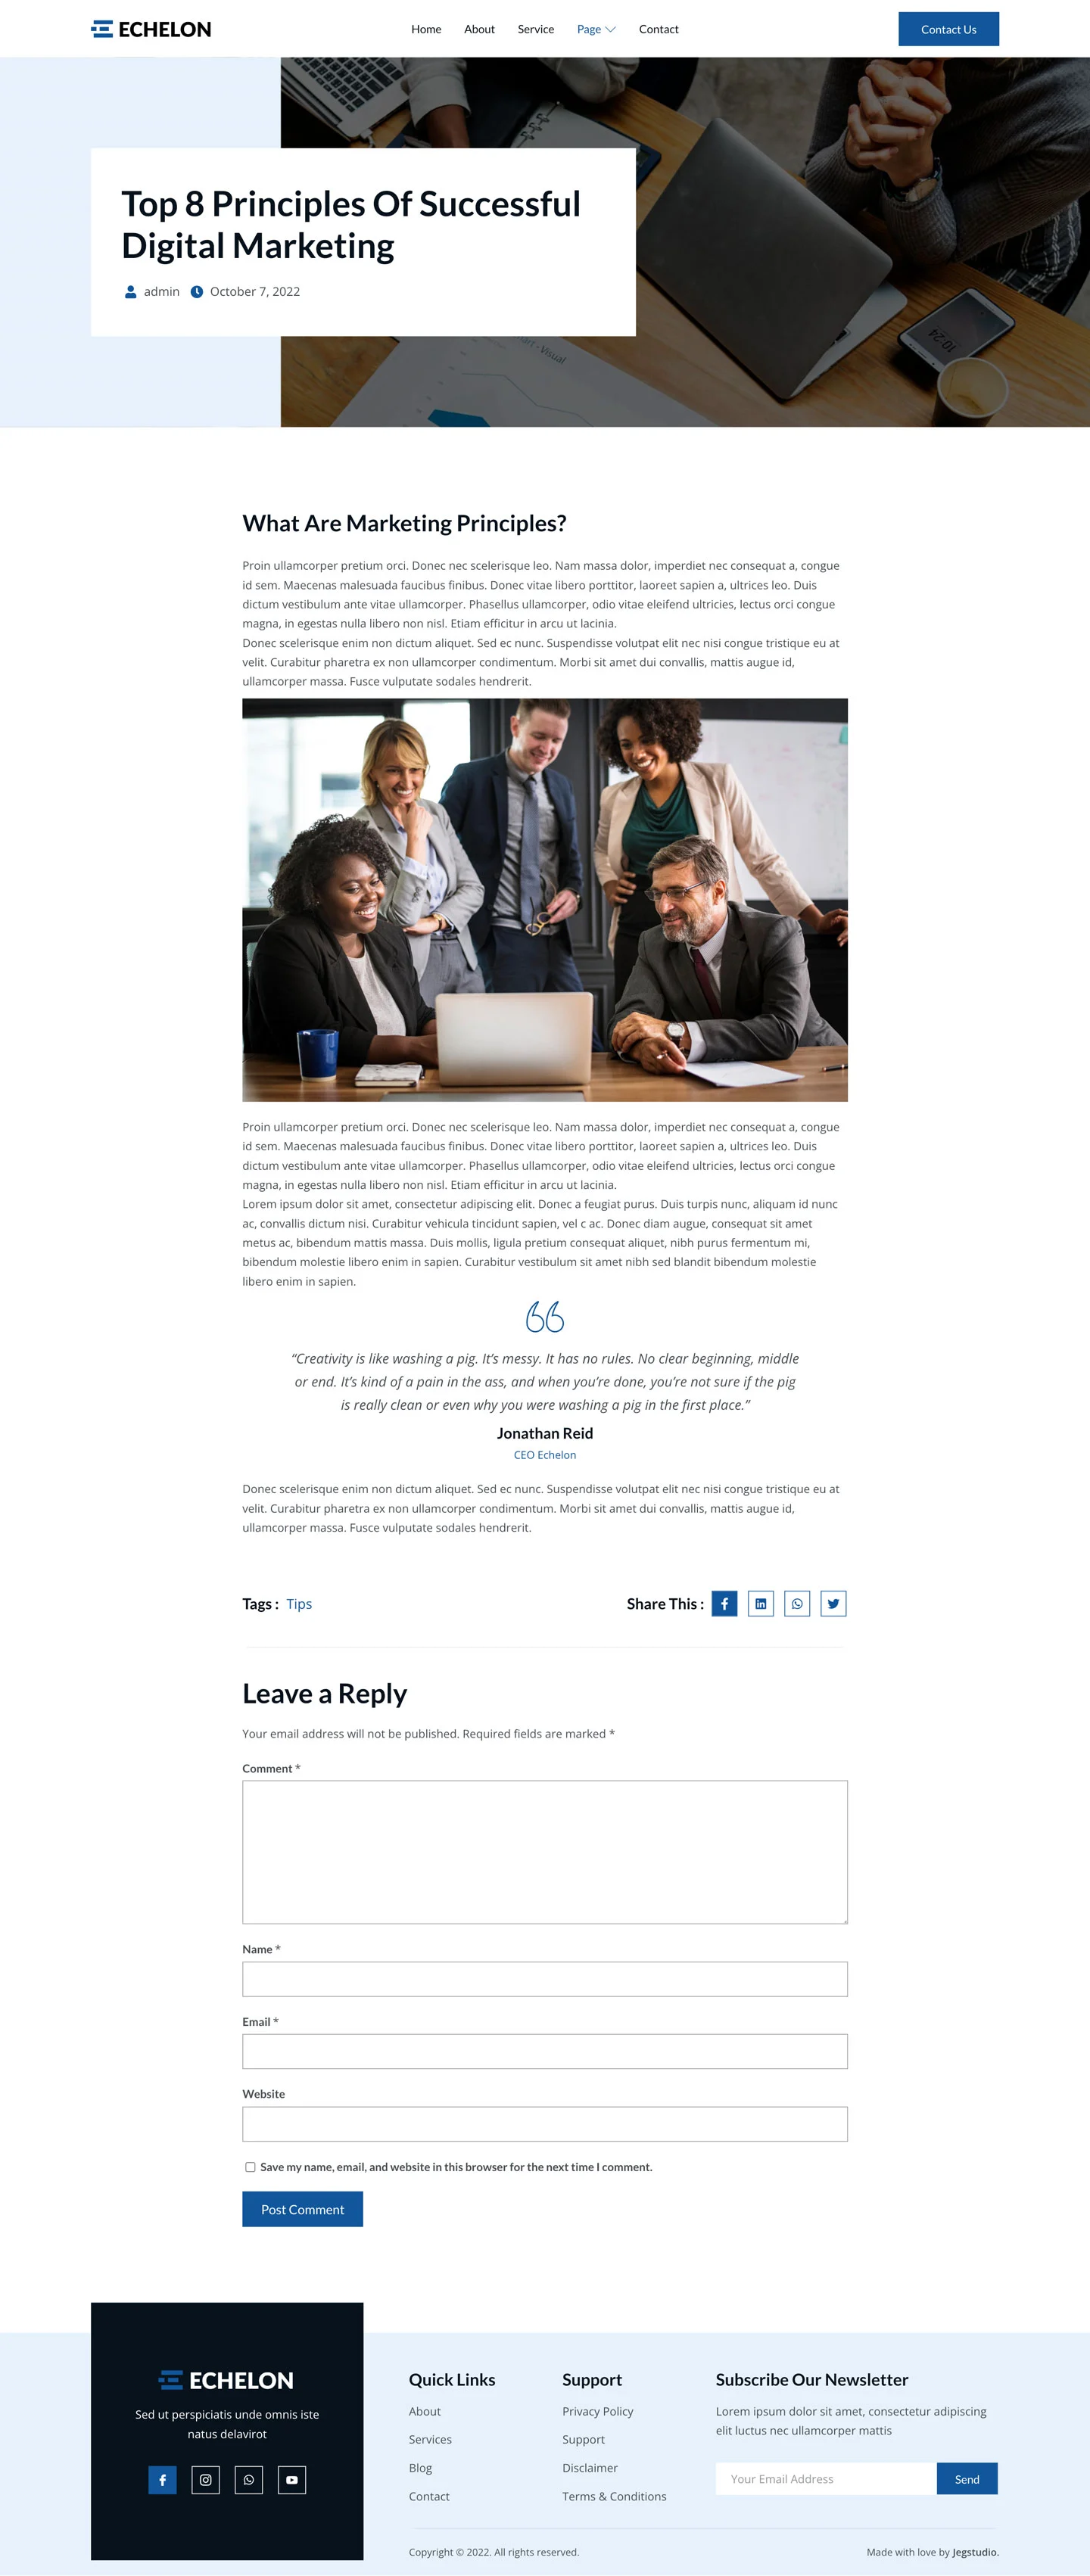 ECHELON
Home About Service Page Contact
Contact Us
Top 8 Principles Of Successful
Digital Marketing
admin October 7, 2022
10:24
What Are Marketing Principles?
Proin ullamcorper pretium orci. Donec nec scelerisque leo. Nam massa dolor, imperdiet nec consequat a, congue
id sem. Maecenas malesuada faucibus finibus. Donec vitae libero porttitor, laoreet sapien a, ultrices leo. Duis
dictum vestibulum ante vitae ullamcorper. Phasellus ullamcorper, odio vitae eleifend ultricies, lectus orci congue
magna, in egestas nulla libero non nisl. Etiam efficitur in arcu ut lacinia.
Donec scelerisque enim non dictum aliquet. Sed ec nunc. Suspendisse volutpat elit nec nisi congue tristique eu at
velit. Curabitur pharetra ex non ullamcorper condimentum. Morbi sit amet dui convallis, mattis augue id,
ullamcorper massa. Fusce vulputate sodales hendrerit.
Proin ullamcorper pretium orci. Donec nec scelerisque leo. Nam massa dolor, imperdiet nec consequat a, congue
id sem. Maecenas malesuada faucibus finibus. Donec vitae libero porttitor, laoreet sapien a, ultrices leo. Duis
dictum vestibulum ante vitae ullamcorper. Phasellus ullamcorper, odio vitae eleifend ultricies, lectus orci congue
magna, in egestas nulla libero non nisl. Etiam efficitur in arcu ut lacinia.
Lorem ipsum dolor sit amet, consectetur adipiscing elit. Donec a feugiat purus. Duis turpis nunc, aliquam id nunc
ac, convallis dictum nisi. Curabitur vehicula tincidunt sapien, vel c ac. Donec diam augue, consequat sit amet
metus ac, bibendum mattis massa. Duis mollis, ligula pretium consequat aliquet, nibh purus fermentum mi,
bibendum molestie libero enim in sapien. Curabitur vestibulum sit amet nibh sed blandit bibendum molestie
libero enim in sapien.
“Creativity is like washing a pig. It’s messy. It has no rules. No clear beginning, middle
or end. It’s kind of a pain in the ass, and when you’re done, you’re not sure if the pig
is really clean or even why you were washing a pig in the first place.”
Jonathan Reid
CEO Echelon
Donec scelerisque enim non dictum aliquet. Sed ec nunc. Suspendisse volutpat elit nec nisi congue tristique eu at
velit. Curabitur pharetra ex non ullamcorper condimentum. Morbi sit amet dui convallis, mattis augue id,
ullamcorper massa. Fusce vulputate sodales hendrerit.
Tags : Tips
Share This :
Leave a Reply
Your email address will not be published. Required fields are marked *
Comment *
Name *
Email *
Website
Save my name, email, and website in this browser for the next time I comment.
Post Comment
ECHELON
Sed ut perspiciatis unde omnis iste
natus delavirot
Quick Links
About
Services
Blog
Contact
Support
Privacy Policy
Support
Disclaimer
Terms & Conditions
Subscribe Our Newsletter
Lorem ipsum dolor sit amet, consectetur adipiscing
elit luctus nec ullamcorper mattis
Your Email Address
Send
Copyright © 2022. All rights reserved.
Made with love by Jegstudio.